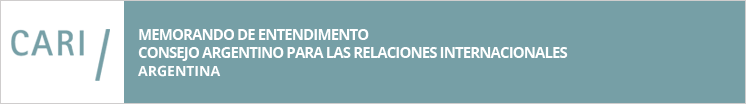 CARI /
MEMORANDO DE ENTENDIMENTO
CONSEJO ARGENTINO PARA LAS RELACIONES INTERNACIONALES
ARGENTINA